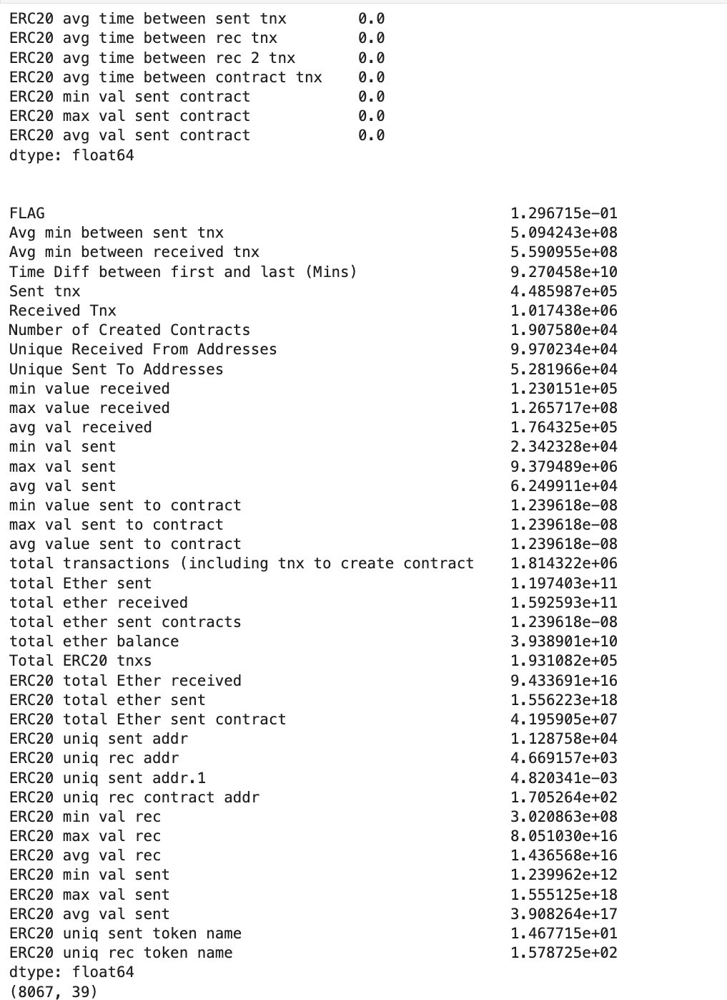 ERC20 avg time between sent tnx 0.0
ERC20 avg time between rec tnx 0.0
ERC20 avg time between rec 2 tnx 0.0
ERC20 avg time between contract tnx 0.0
ERC20 min val sent contract 0.0
ERC20 max val sent contract 0.0
ERC20 avg val sent contract 0.0
dtype: float64
FLAG 1.296715e-01
Avg min between sent tnx 5.094243e+08
Avg min between received tnx 5.590955e+08
Time Diff between first and last (Mins) 9.270458e+10
Sent tnx 4.485987e+05
Received Tnx 1.017438e+06
Number of Created Contracts 1.907580e+04
Unique Received From Addresses 9.970234e+04
Unique Sent To Addresses 5.281966e+04
min value received 1.230151e+05
max value received 1.265717e+08
avg val received 1.764325e+05
min val sent 2.342328e+04
max val sent 9.379489e+06
avg val sent 6.249911e+04
min value sent to contract 1.239618e-08
max val sent to contract 1.239618e-08
avg value sent to contract 1.239618e-08
total transactions (including tnx to create contract 1.814322e+06
total Ether sent 1.197403e+11
total ether received 1.592593e+11
total ether sent contracts 1.239618e-08
total ether balance 3.938901e+10
Total ERC20 tnxs 1.931082e+05
ERC20 total Ether received 9.433691e+16
ERC20 total ether sent 1.556223e+18
ERC20 total Ether sent contract 4.195905e+07
ERC20 uniq sent addr 1.128758e+04
ERC20 uniq rec addr 4.669157e+03
ERC20 uniq sent addr.1 4.820341e-03
ERC20 uniq rec contract addr 1.705264e+02
ERC20 min val rec 3.020863e+08
ERC20 max val rec 8.051030e+16
ERC20 avg val rec 1.436568e+16
ERC20 min val sent 1.239962e+12
ERC20 max val sent 1.555125e+18
ERC20 avg val sent 3.908264e+17
ERC20 uniq sent token name 1.467715e+01
ERC20 uniq rec token name 1.578725e+02
dtype: float64
(8067, 39)